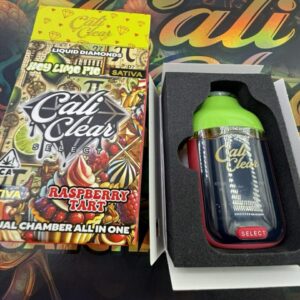 Cali Clear
LIQUID DIAMONDS
KEY LIME PIE
SATIVA
Cali
Clear
SELECT
CA
RASPBERRY
TART
DUAL CHAMBER ALL IN ONE
Cali
Clear
SELECT